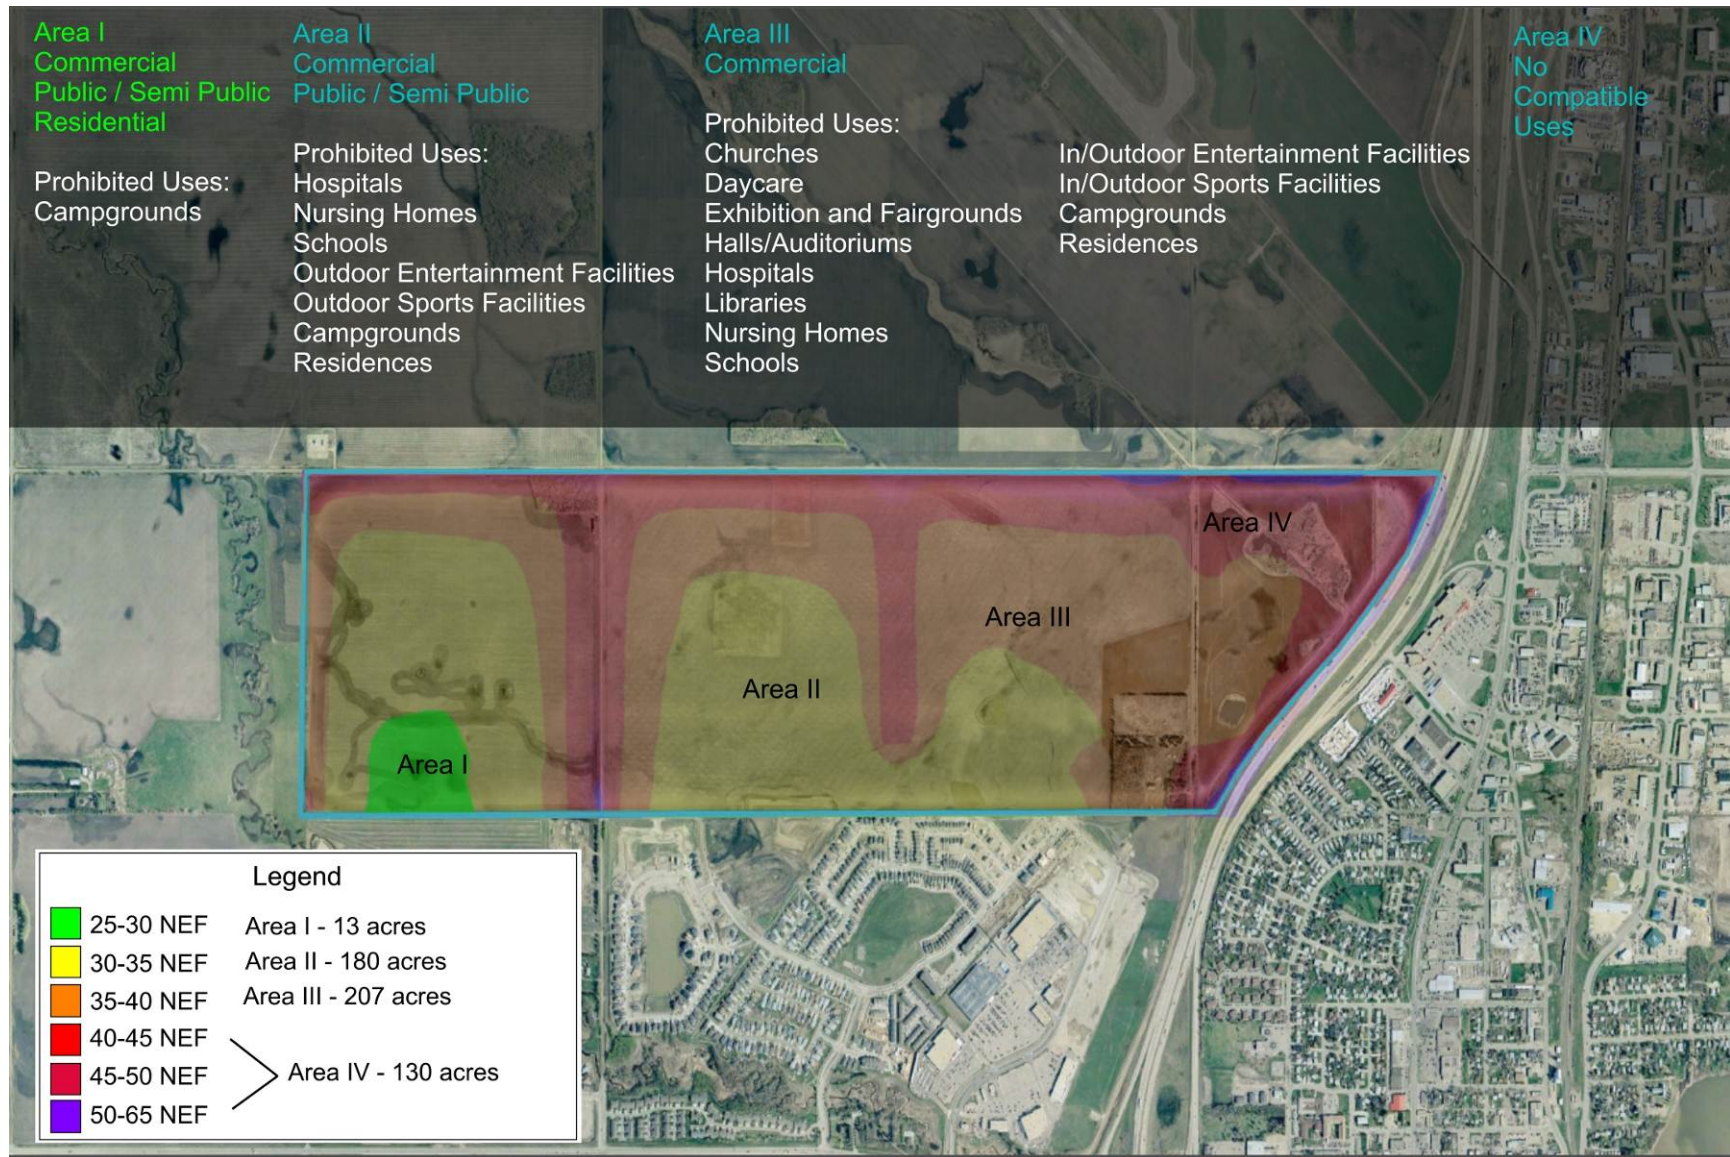 Area I
Commercial
Public / Semi Public
Residential
Prohibited Uses:
Campgrounds
Area II
Commercial
Public / Semi Public
Prohibited Uses:
Hospitals
Nursing Homes
Schools
Outdoor Entertainment Facilities
Outdoor Sports Facilities
Campgrounds
Residences
Area III
Commercial
Prohibited Uses:
Churches
Daycare
Exhibition and Fairgrounds
Halls/Auditoriums
Hospitals
Libraries
Nursing Homes
Schools
In/Outdoor Entertainment Facilities
In/Outdoor Sports Facilities
Campgrounds
Residences
Area IV
No
Compatible
Uses
Area IV
Area III
Area II
Area I
Legend
25-30 NEF Area I - 13 acres
30-35 NEF Area II - 180 acres
35-40 NEF Area III - 207 acres
40-45 NEF
45-50 NEF Area IV - 130 acres
50-65 NEF